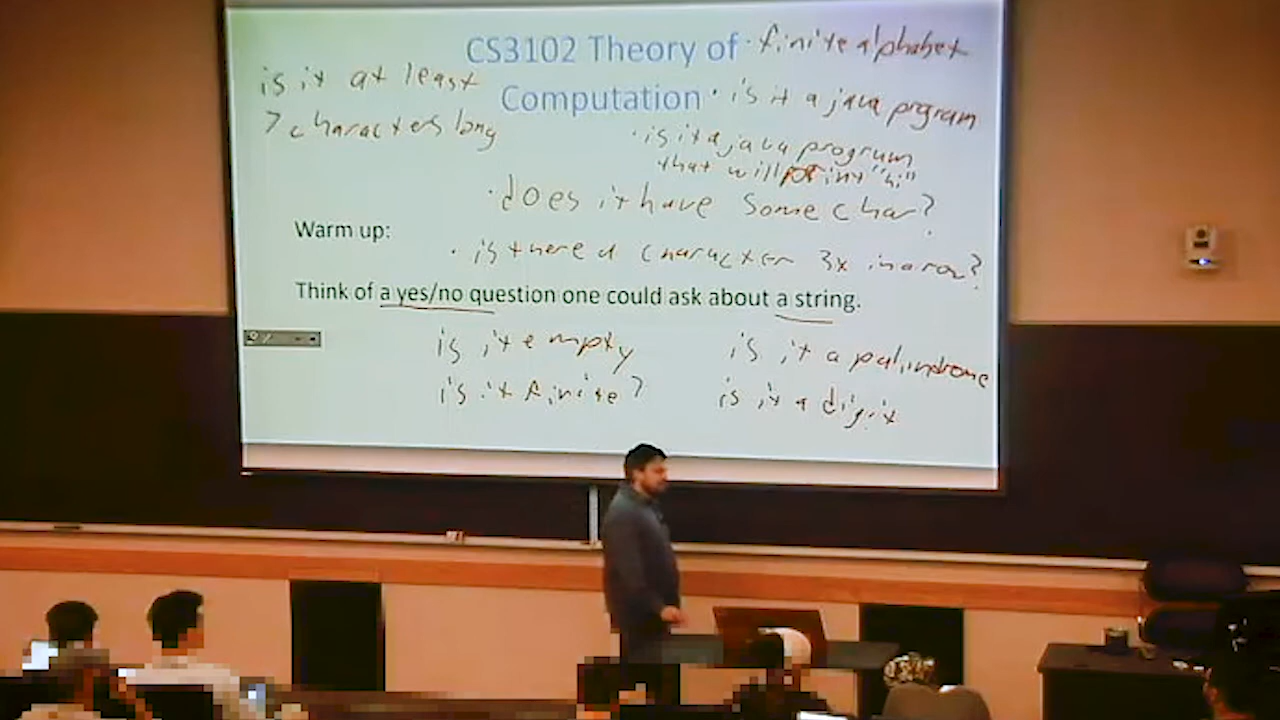 CS3102 Theory of
Computation
· finite alphabet
is it at least
7 characters long
· is it a java program
· is it a java program
that will print "hi"
· does it have some char?
Warm up:
· is there a character 3x in a row?
Think of a yes/no question one could ask about a string.
is it empty
is it a palindrome
is it finite?
is it a digit